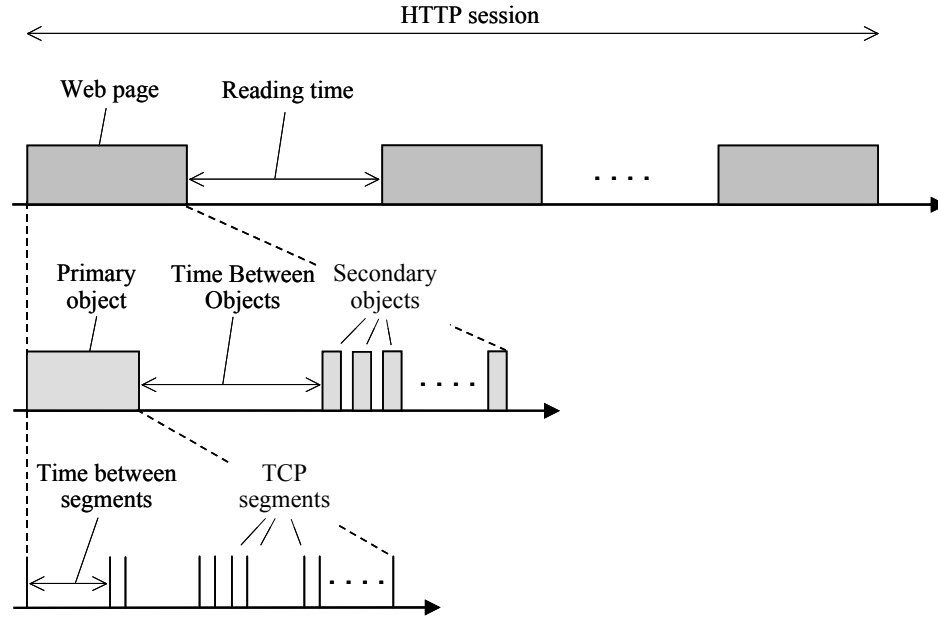 HTTP session
Web page
Reading time
Primary
object
Time Between
Objects
Secondary
objects
Time between
segments
TCP
segments